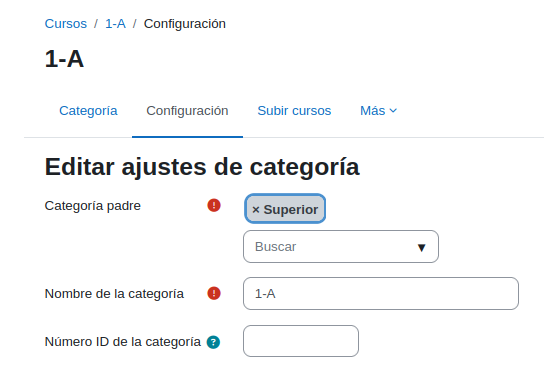 Cursos / 1-A / Configuración
1-A
Categoría Configuración Subir cursos Más
Editar ajustes de categoría
Categoría padre × Superior
Buscar
Nombre de la categoría 1-A
Número ID de la categoría